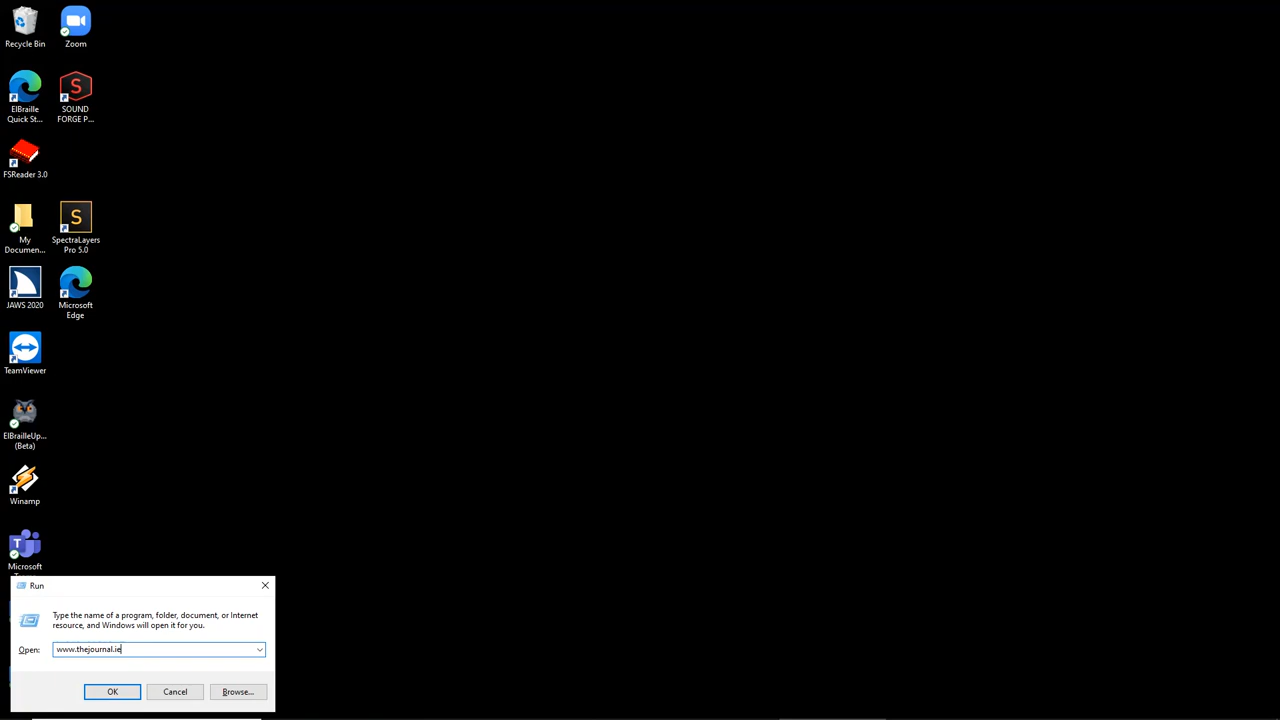 Recycle Bin
Zoom
ElBraille
Quick St...
SOUND
FORGE P...
FSReader 3.0
My
Documen...
SpectraLayers
Pro 5.0
JAWS 2020
Microsoft
Edge
TeamViewer
ElBrailleUp...
(Beta)
Winamp
Microsoft
Run
Type the name of a program, folder, document, or Internet
resource, and Windows will open it for you.
Open: www.thejournal.ie
OK Cancel Browse...